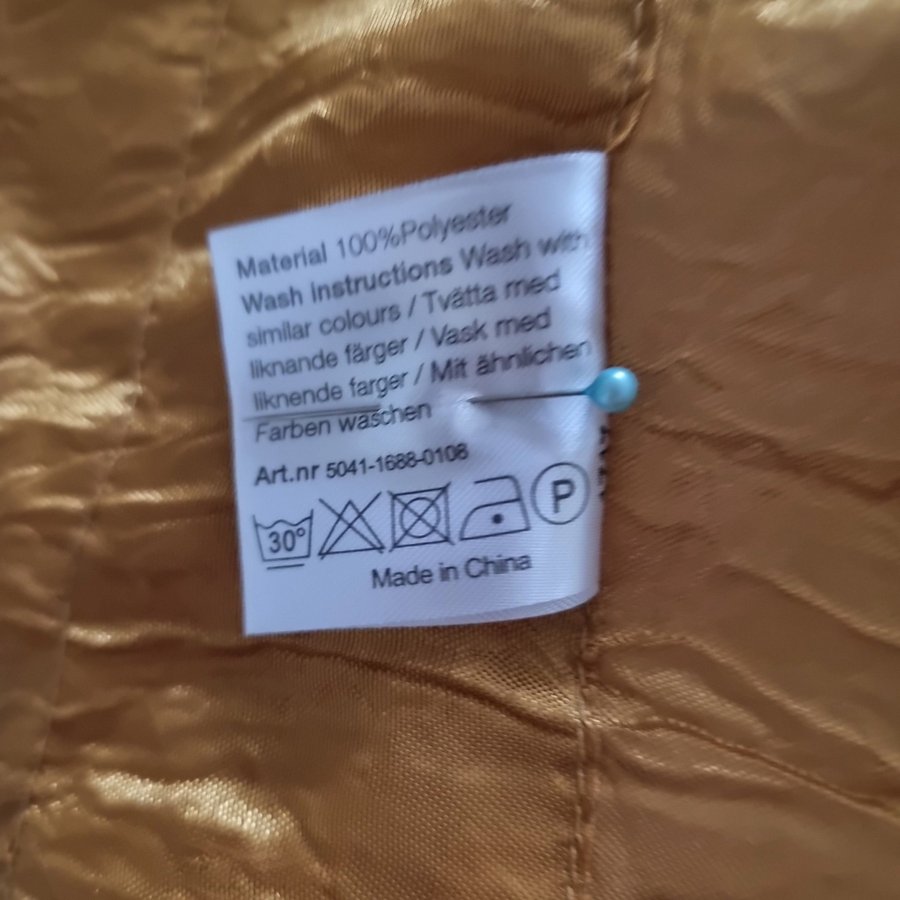 Material 100%Polyester
Wash instructions Wash with
similar colours / Tvätta med
liknande färger / Vask med
liknende farger / Mit ähnlichen
Farben waschen
Art.nr 5041-1688-0108
30°
P
Made in China